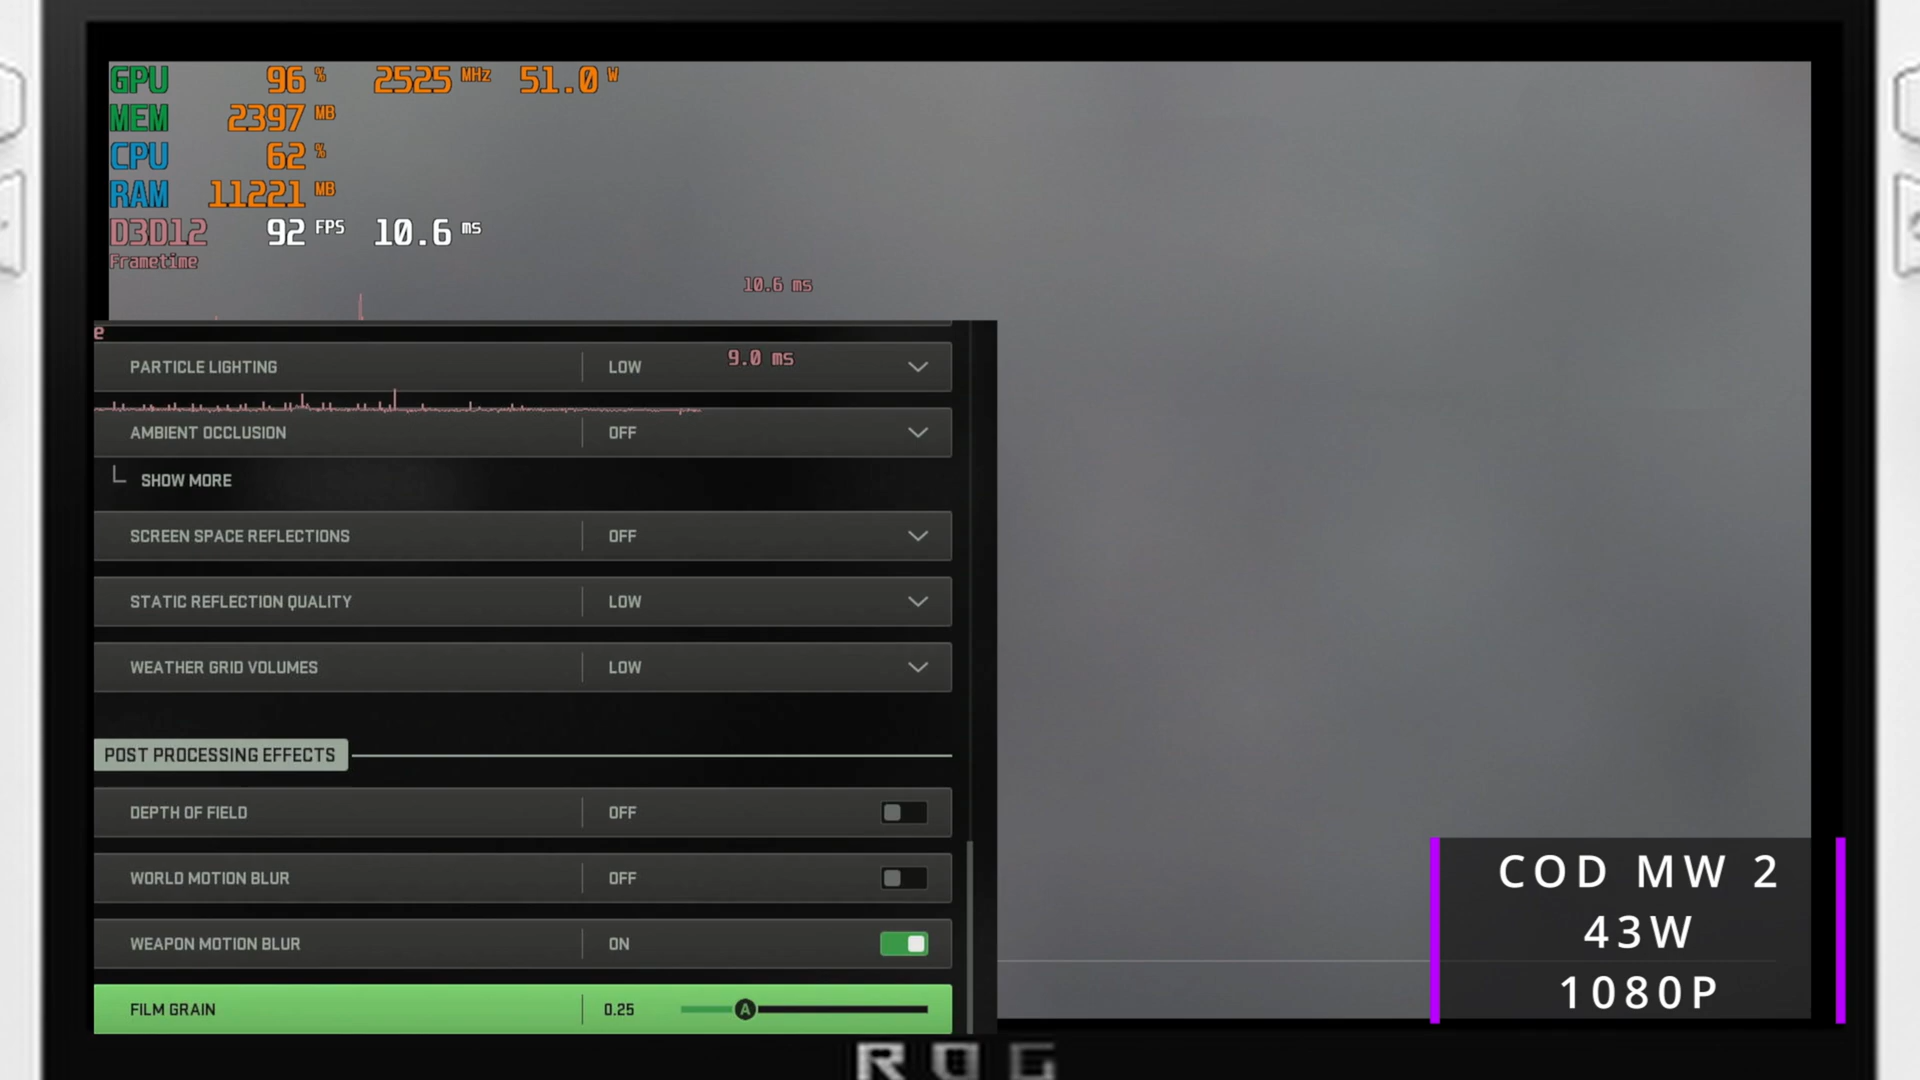 GPU 96 % 2525 MHz 51.0 W
MEM 2397 MB
CPU 62 %
RAM 11221 MB
D3D12 92 FPS 10.6 ms
Frametime
10.6 ms
e
PARTICLE LIGHTING LOW
9.0 ms
AMBIENT OCCLUSION OFF
SHOW MORE
SCREEN SPACE REFLECTIONS OFF
STATIC REFLECTION QUALITY LOW
WEATHER GRID VOLUMES LOW
POST PROCESSING EFFECTS
DEPTH OF FIELD OFF
WORLD MOTION BLUR OFF
WEAPON MOTION BLUR ON
FILM GRAIN 0.25 A
COD MW 2
43W
1080P
ROG